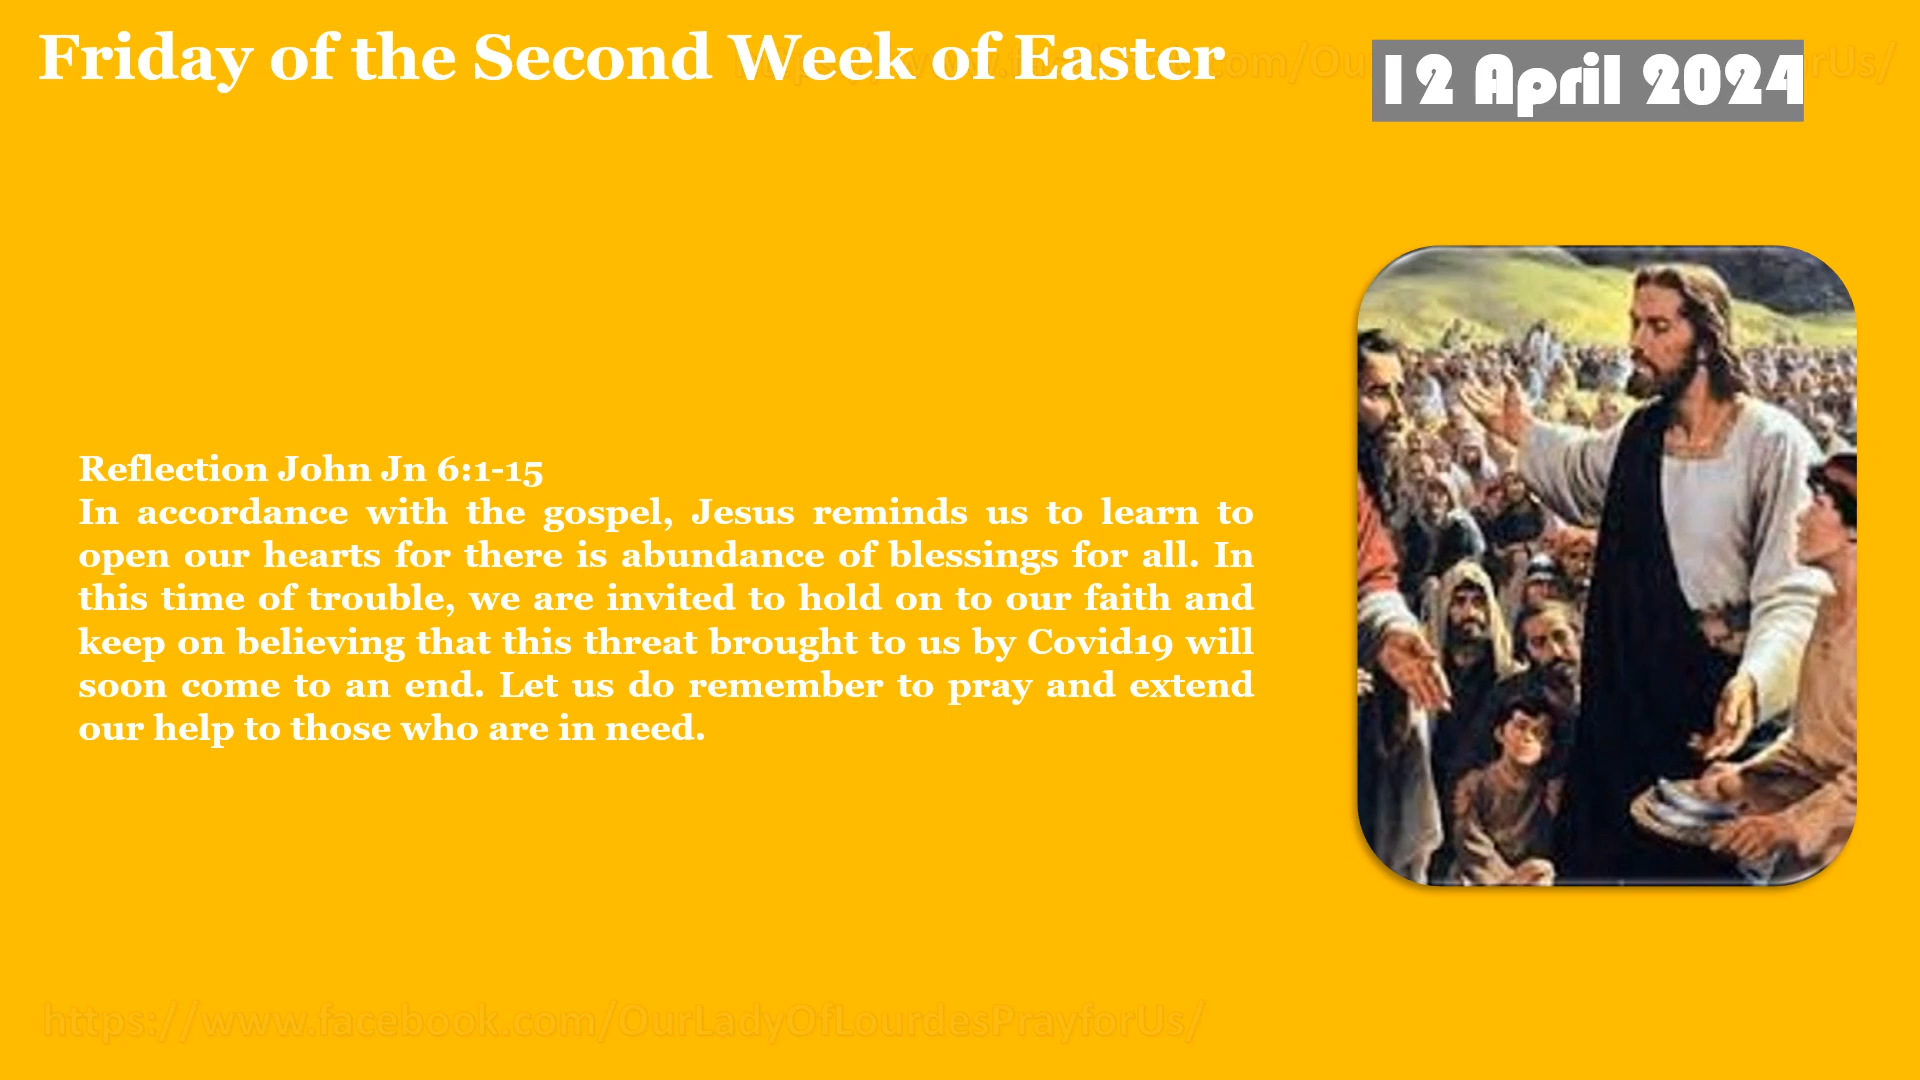 Friday of the Second Week of Easter
12 April 2024
Reflection John Jn 6:1-15
In accordance with the gospel, Jesus reminds us to learn to
open our hearts for there is abundance of blessings for all. In
this time of trouble, we are invited to hold on to our faith and
keep on believing that this threat brought to us by Covid19 will
soon come to an end. Let us do remember to pray and extend
our help to those who are in need.
https://www.facebook.com/OurLadyOfLourdesPrayforUs/